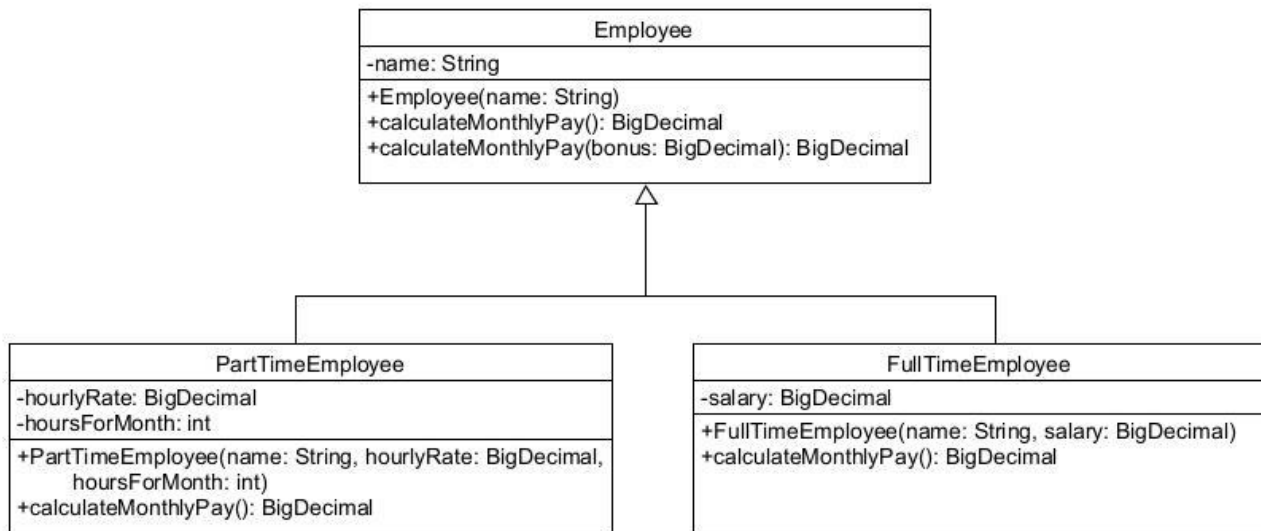 Employee
-name: String
+Employee(name: String)
+calculateMonthlyPay(): BigDecimal
+calculateMonthlyPay(bonus: BigDecimal): BigDecimal
PartTimeEmployee
-hourlyRate: BigDecimal
-hoursForMonth: int
+PartTimeEmployee(name: String, hourlyRate: BigDecimal,
hoursForMonth: int)
+calculateMonthlyPay(): BigDecimal
FullTimeEmployee
-salary: BigDecimal
+FullTimeEmployee(name: String, salary: BigDecimal)
+calculateMonthlyPay(): BigDecimal